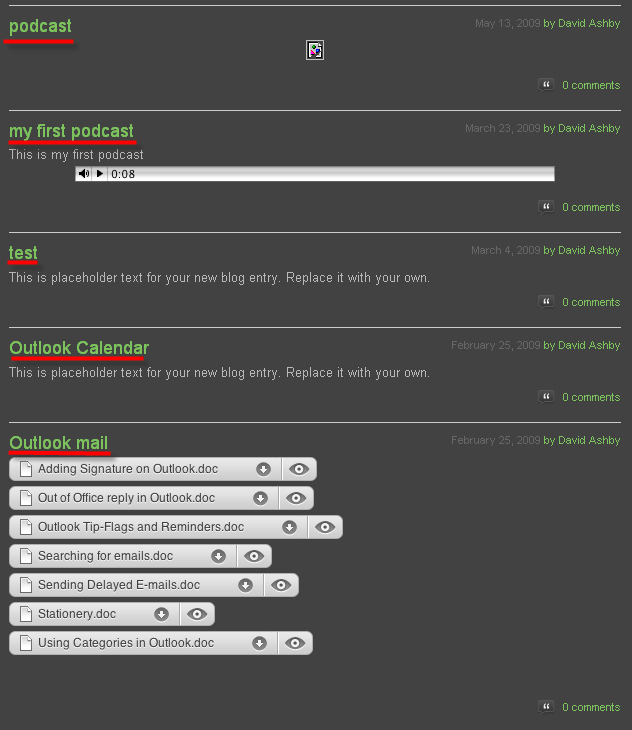 podcast
May 13, 2009 by David Ashby
0 comments
my first podcast
March 23, 2009 by David Ashby
This is my first podcast
0:08
0 comments
test
March 4, 2009 by David Ashby
This is placeholder text for your new blog entry. Replace it with your own.
0 comments
Outlook Calendar
February 25, 2009 by David Ashby
This is placeholder text for your new blog entry. Replace it with your own.
0 comments
Outlook mail
February 25, 2009 by David Ashby
Adding Signature on Outlook.doc
Out of Office reply in Outlook.doc
Outlook Tip-Flags and Reminders.doc
Searching for emails.doc
Sending Delayed E-mails.doc
Stationery.doc
Using Categories in Outlook.doc
0 comments